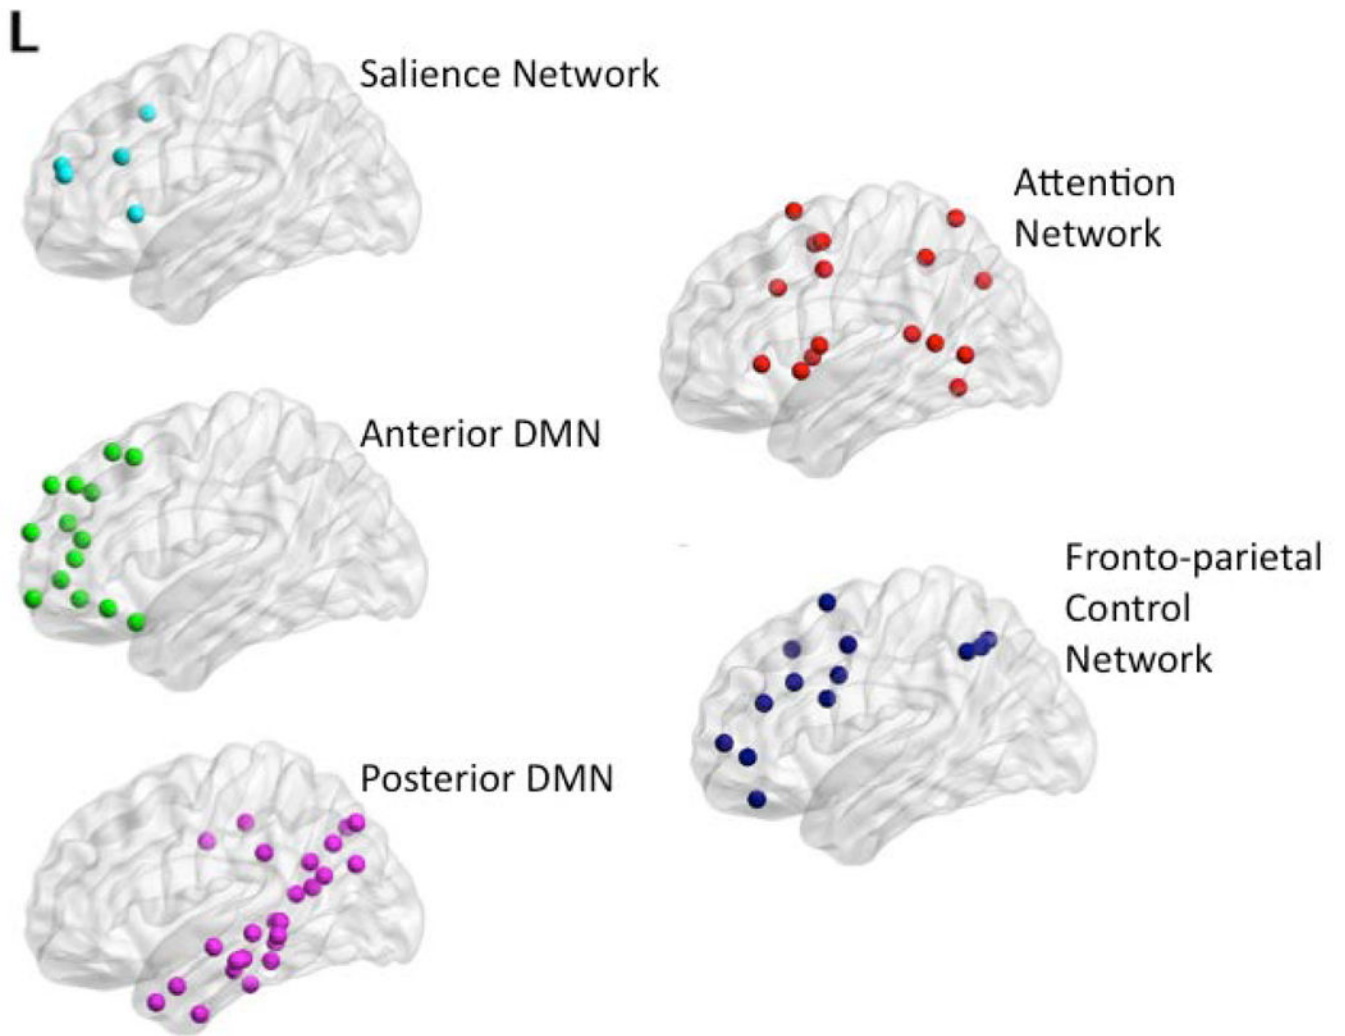 L
Salience Network
Attention
Network
Anterior DMN
Fronto-parietal
Control
Network
Posterior DMN